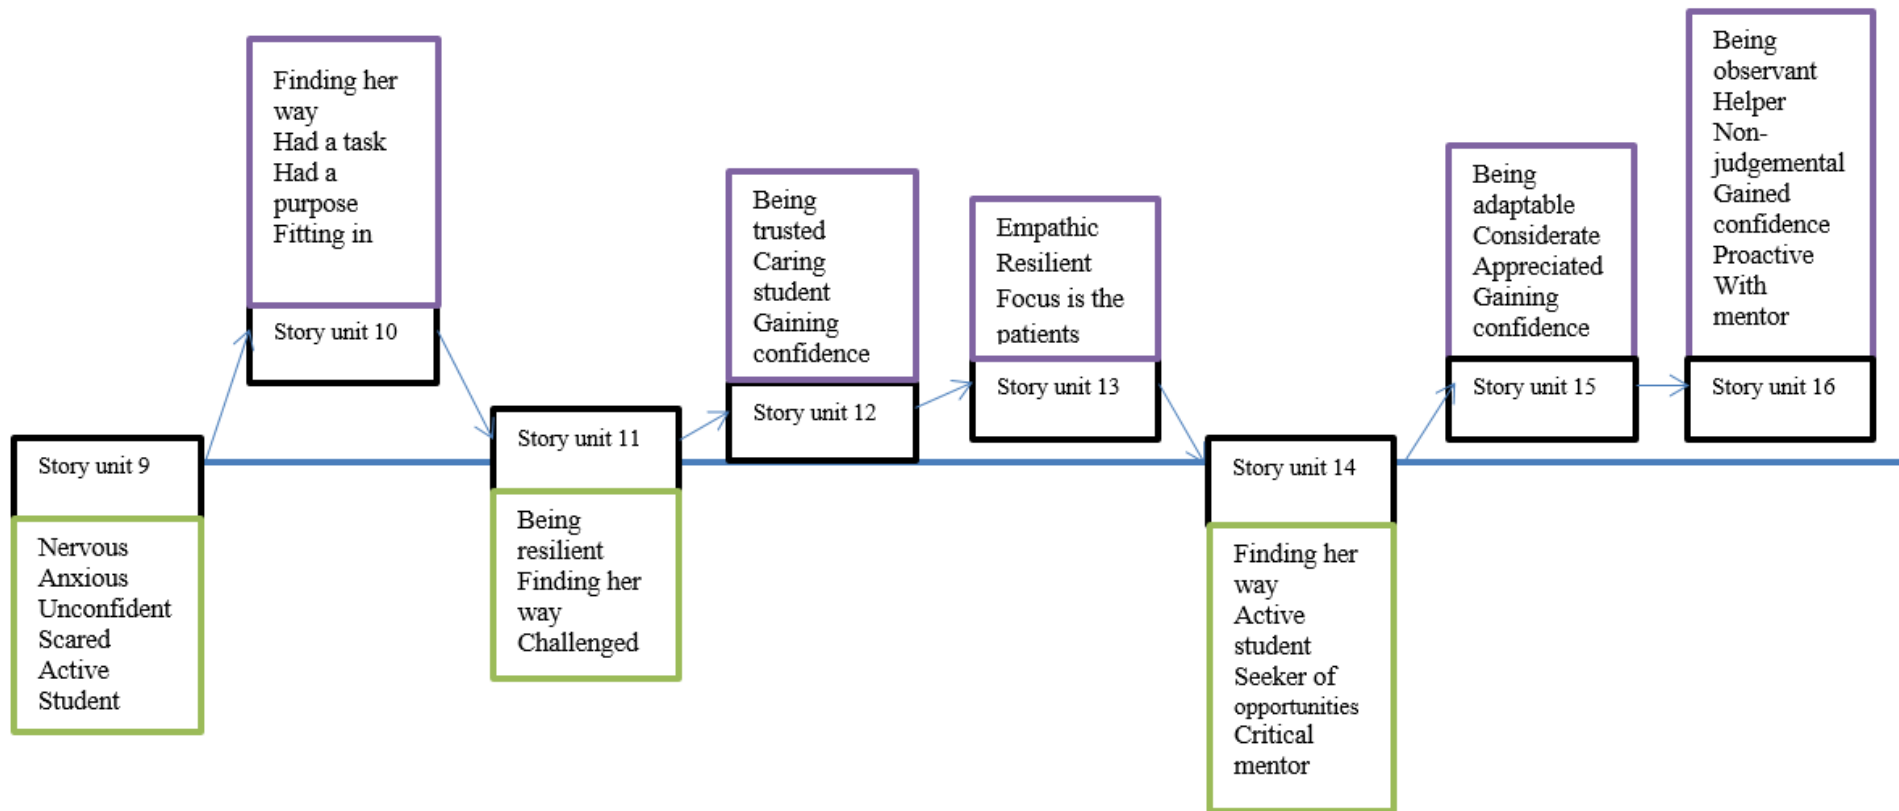 Story unit 9
Nervous
Anxious
Unconfident
Scared
Active
Student
Finding her
way
Had a task
Had a
purpose
Fitting in
Story unit 10
Story unit 11
Being
resilient
Finding her
way
Challenged
Being
trusted
Caring
student
Gaining
confidence
Story unit 12
Empathic
Resilient
Focus is the
patients
Story unit 13
Story unit 14
Finding her
way
Active
student
Seeker of
opportunities
Critical
mentor
Being
adaptable
Considerate
Appreciated
Gaining
confidence
Story unit 15
Being
observant
Helper
Non-
judgemental
Gained
confidence
Proactive
With
mentor
Story unit 16